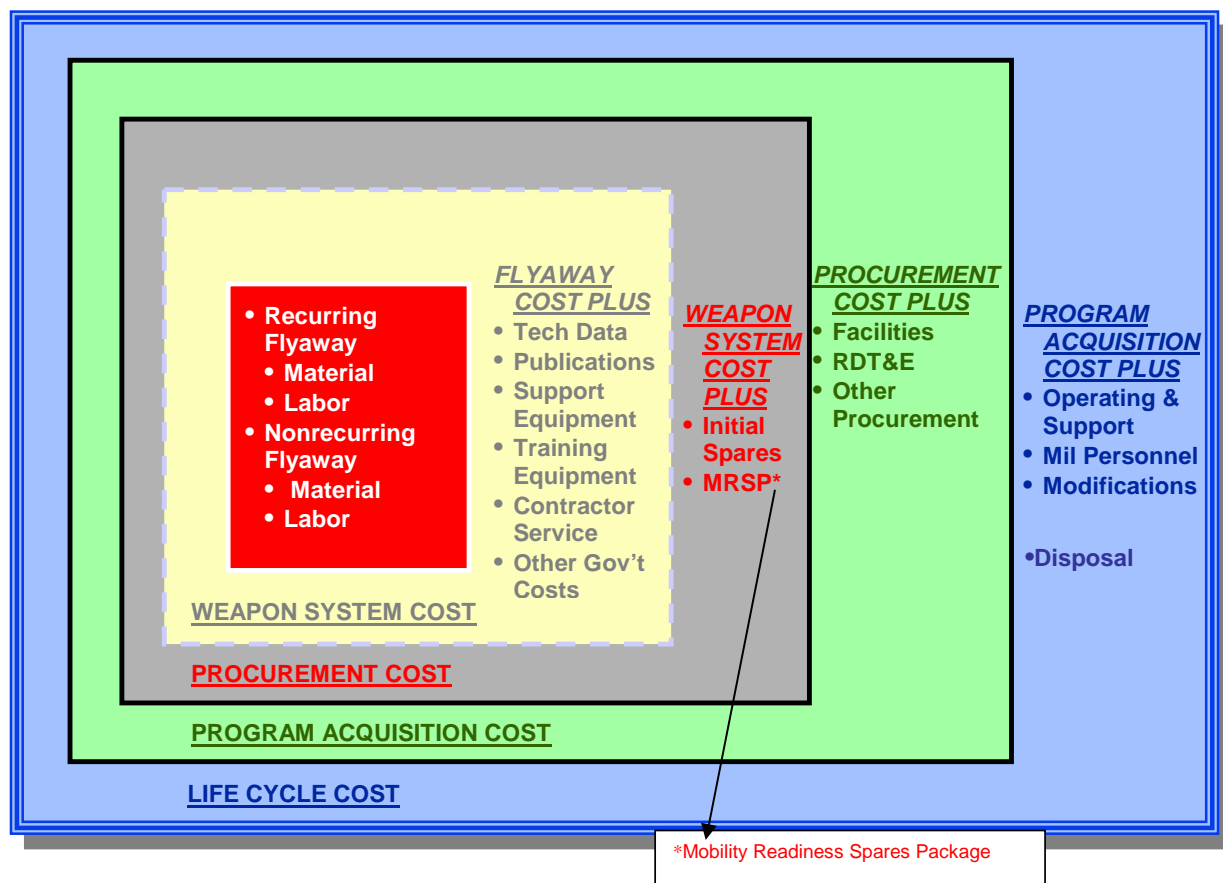 • Recurring
Flyaway
• Material
• Labor
• Nonrecurring
Flyaway
• Material
• Labor
FLYAWAY
COST PLUS
• Tech Data
• Publications
• Support
Equipment
• Training
Equipment
• Contractor
Service
• Other Gov't
Costs
WEAPON SYSTEM COST
WEAPON
SYSTEM
COST
PLUS
• Initial
Spares
• MRSP*
PROCUREMENT COST
PROCUREMENT
COST PLUS
• Facilities
• RDT&E
• Other
Procurement
PROGRAM ACQUISITION COST
PROGRAM
ACQUISITION
COST PLUS
• Operating &
Support
• Mil Personnel
• Modifications
•Disposal
LIFE CYCLE COST
*Mobility Readiness Spares Package